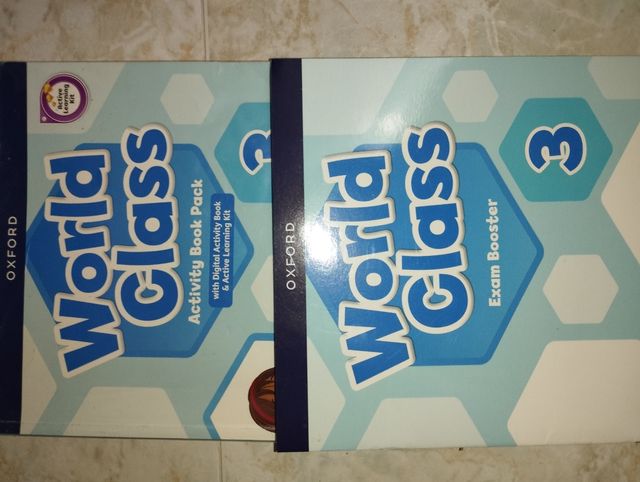 OXFORD
Active
Learning
Kit
World
Class
3
Activity Book Pack
with Digital Activity Book
& Active Learning Kit
OXFORD
World
Class
3
Exam Booster